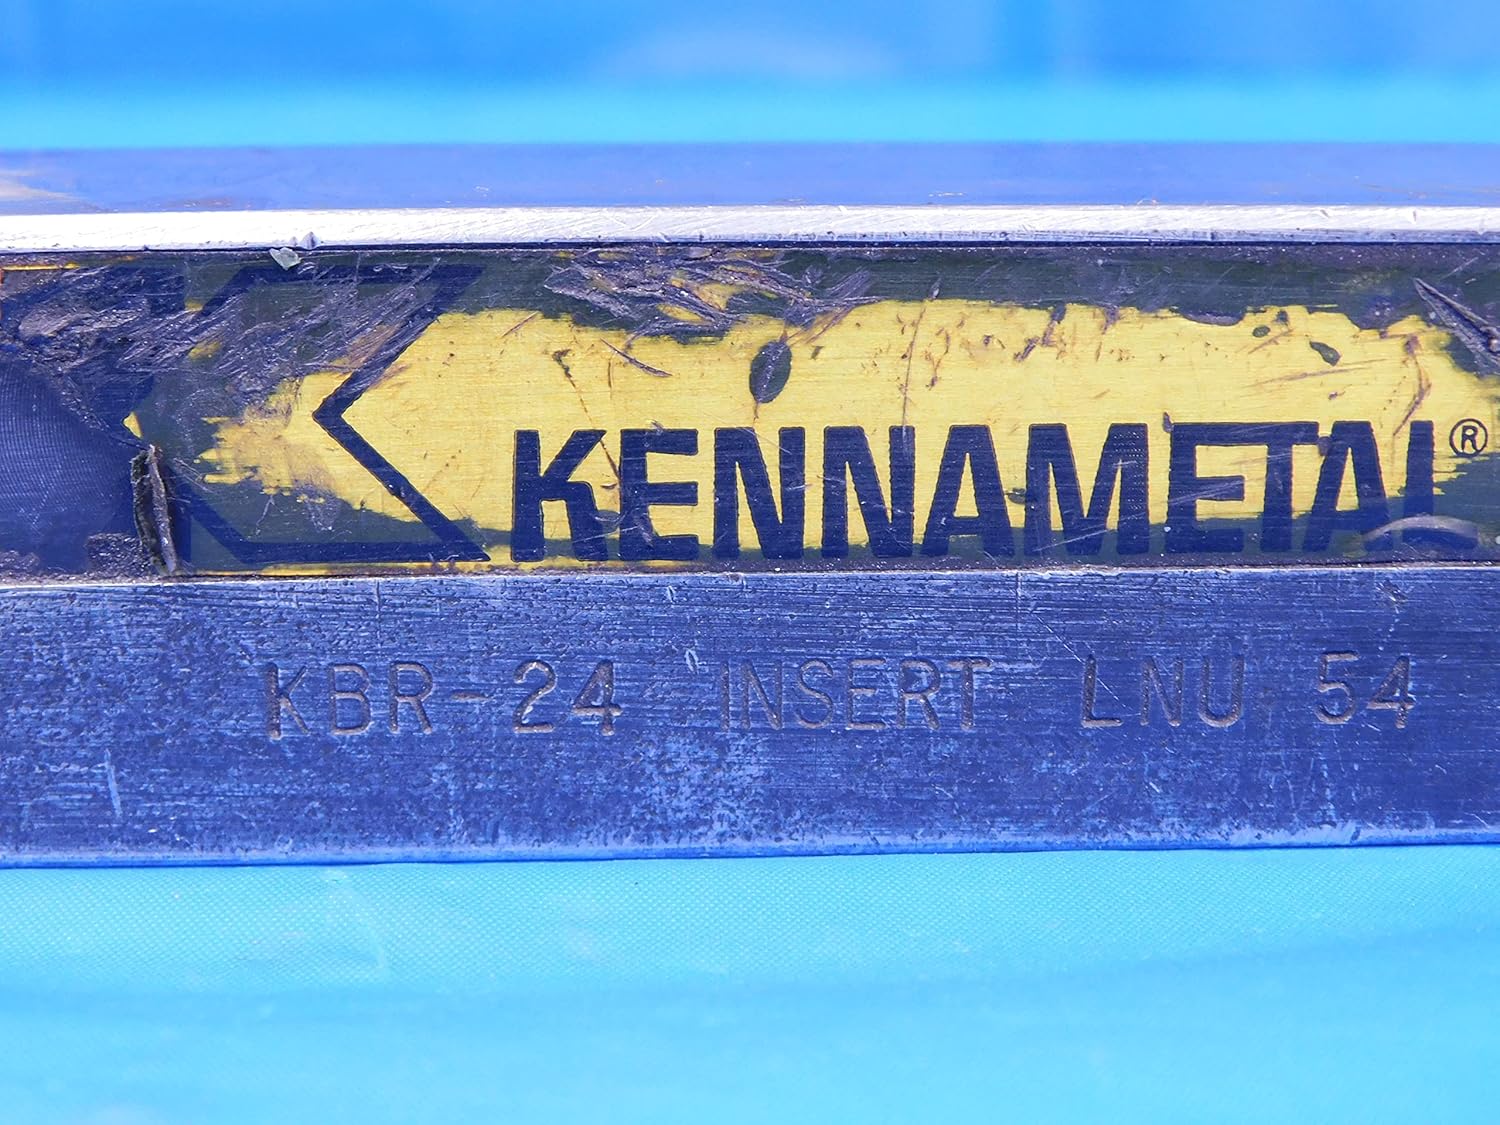 KENNAMETAL®
KBR-24 INSERT LNU 54